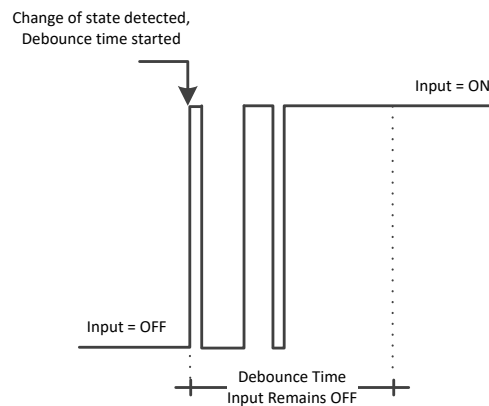 Change of state detected,
Debounce time started
Input = ON
Input = OFF
Debounce Time
Input Remains OFF